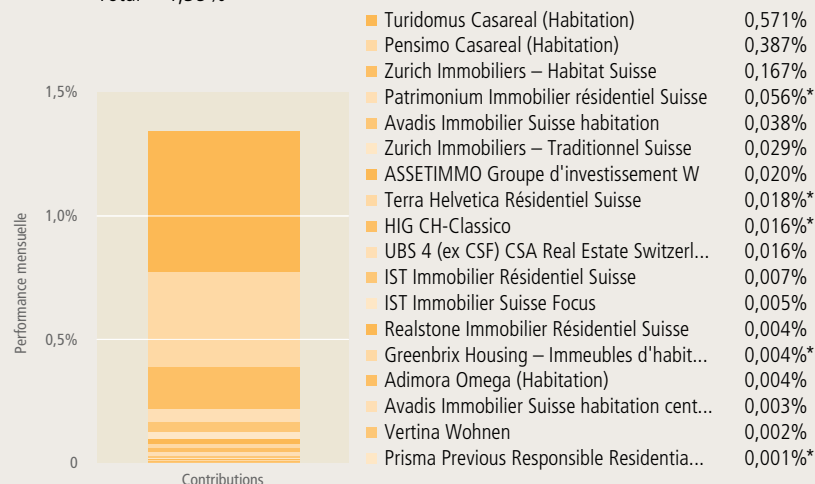 Turidomus Casareal (Habitation) 0,571%
Pensimo Casareal (Habitation) 0,387%
Zurich Immobiliers – Habitat Suisse 0,167%
Patrimonium Immobilier résidentiel Suisse 0,056%*
Avadis Immobilier Suisse habitation 0,038%
Zurich Immobiliers – Traditionnel Suisse 0,029%
ASSETIMMO Groupe d'investissement W 0,020%
Terra Helvetica Résidentiel Suisse 0,018%*
HIG CH-Classico 0,016%*
UBS 4 (ex CSF) CSA Real Estate Switzerl... 0,016%
IST Immobilier Résidentiel Suisse 0,007%
IST Immobilier Suisse Focus 0,005%
Realstone Immobilier Résidentiel Suisse 0,004%
Greenbrix Housing – Immeubles d'habit... 0,004%*
Adimora Omega (Habitation) 0,004%
Avadis Immobilier Suisse habitation cent... 0,003%
Vertina Wohnen 0,002%
Prisma Previous Responsible Residentia... 0,001%*
Performance mensuelle
1,5%
1,0%
0,5%
0
Contributions